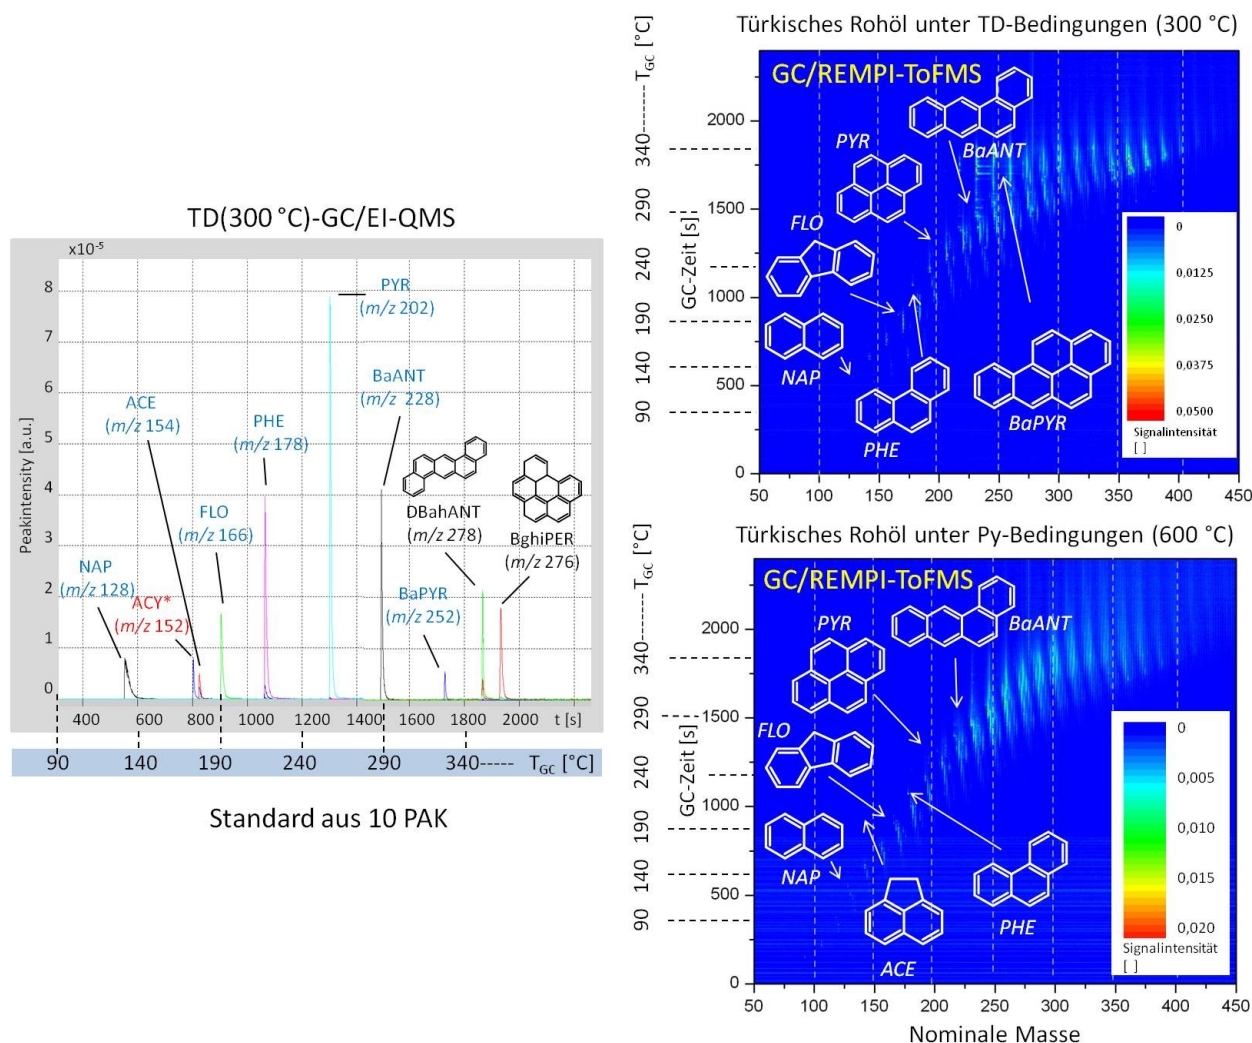 TD(300 °C)-GC/EI-QMS
x10⁻⁵
Peakintensity [a.u.]
8
7
6
5
4
3
2
1
0
PYR
(m/z 202)
BaANT
(m/z 228)
ACE
(m/z 154)
PHE
(m/z 178)
FLO
(m/z 166)
DBahANT
(m/z 278)
BghiPER
(m/z 276)
NAP
(m/z 128)
ACY*
(m/z 152)
BaPYR
(m/z 252)
400 600 800 1000 1200 1400 1600 1800 2000 t [s]
90 140 190 240 290 340----- TGC [°C]
Standard aus 10 PAK
Türkisches Rohöl unter TD-Bedingungen (300 °C)
GC/REMPI-ToFMS
340-------- TGC [°C]
290
240
190
140
90
GC-Zeit [s]
2000
1500
1000
500
0
BaANT
PYR
FLO
NAP
PHE
BaPYR
0
0,0125
0,0250
0,0375
0,0500
Signalintensität
[ ]
50 100 150 200 250 300 350 400 450
Türkisches Rohöl unter Py-Bedingungen (600 °C)
GC/REMPI-ToFMS
340-------- TGC [°C]
290
240
190
140
90
GC-Zeit [s]
2000
1500
1000
500
0
PYR
BaANT
FLO
NAP
ACE
PHE
0
0,005
0,010
0,015
0,020
Signalintensität
[ ]
50 100 150 200 250 300 350 400 450
Nominale Masse